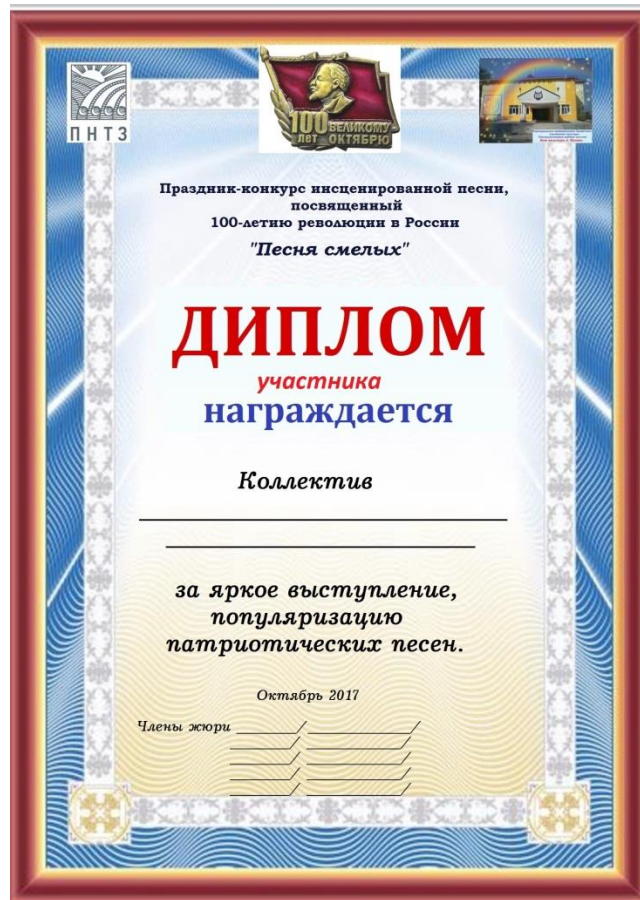 ПНТЗ
100 ВЕЛИКОМУ
ЛЕТ ОКТЯБРЮ
Праздник-конкурс инсценированной песни,
посвященный
100-летию революции в России
"Песня смелых"
ДИПЛОМ
участника
награждается
Коллектив
за яркое выступление,
популяризацию
патриотических песен.
Октябрь 2017
Члены жюри